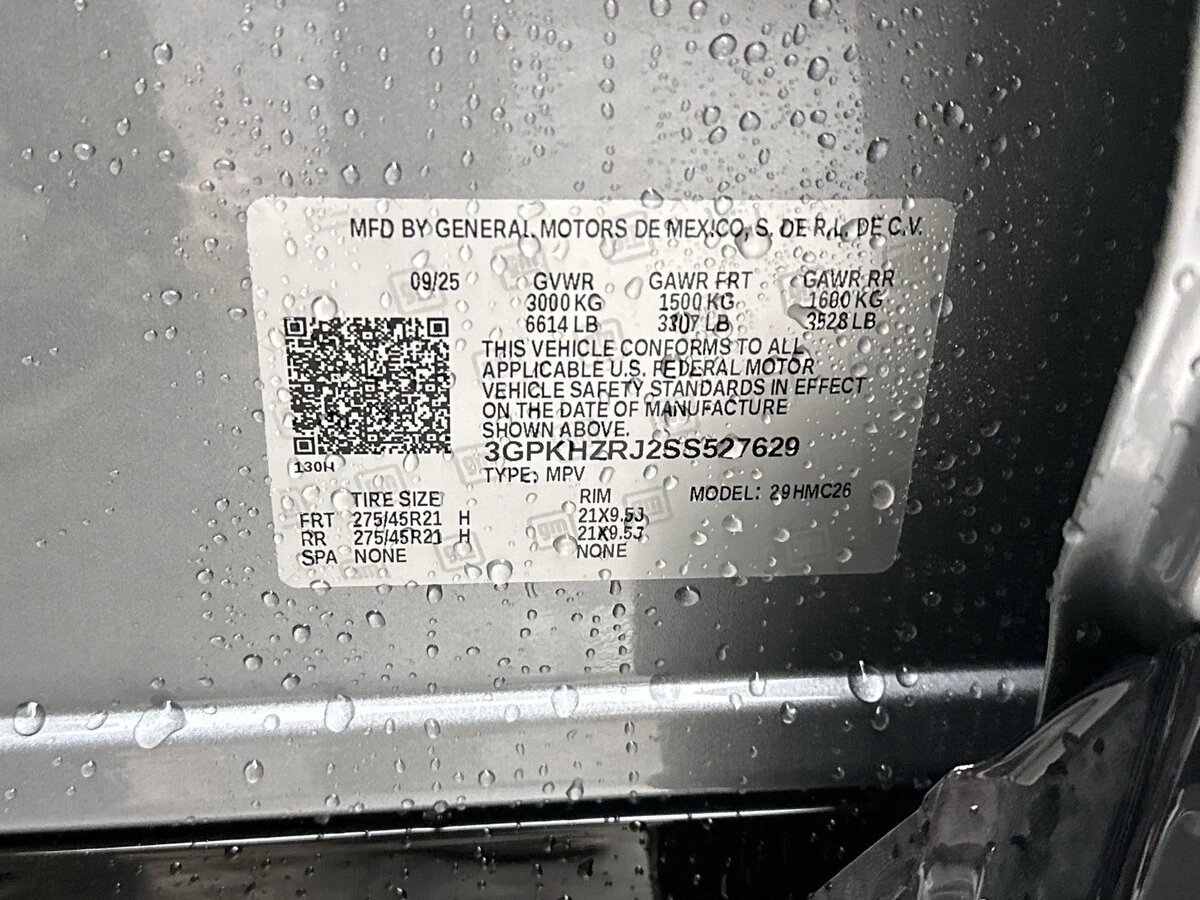 MFD BY GENERAL MOTORS DE MEXICO, S. DE R.L. DE C.V.
09/25 GVWR GAWR FRT GAWR RR
3000 KG 1500 KG 1600 KG
6614 LB 3307 LB 3528 LB
THIS VEHICLE CONFORMS TO ALL
APPLICABLE U.S. FEDERAL MOTOR
VEHICLE SAFETY STANDARDS IN EFFECT
ON THE DATE OF MANUFACTURE
SHOWN ABOVE.
3GPKHZRJ2SS527629
130H
TYPE: MPV
TIRE SIZE RIM MODEL: 29HMC26
FRT 275/45R21 H 21X9.5J
RR 275/45R21 H 21X9.5J
SPA NONE NONE